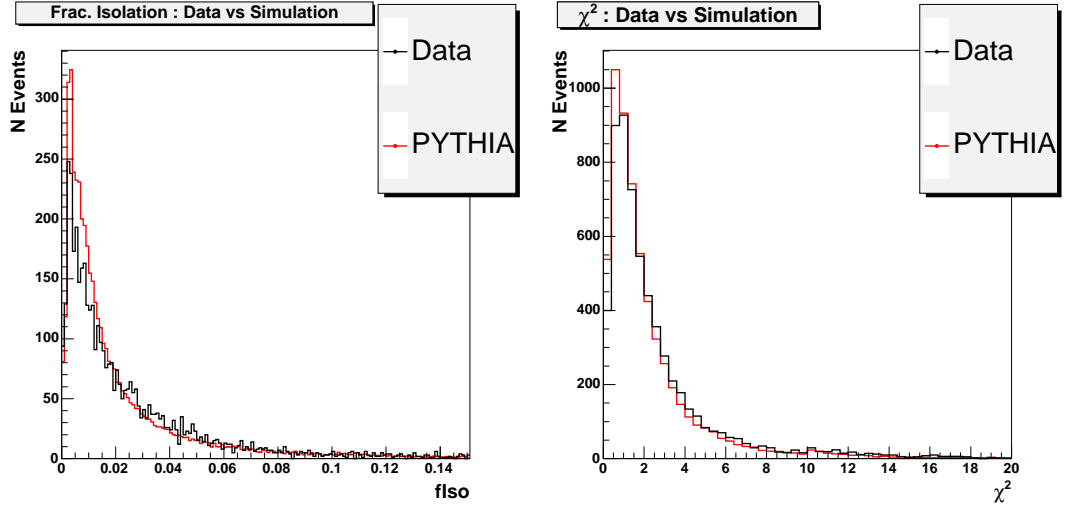 Frac. Isolation : Data vs Simulation
N Events
300
250
200
150
100
50
0
0 0.02 0.04 0.06 0.08 0.1 0.12 0.14
fIso
Data
PYTHIA
χ² : Data vs Simulation
N Events
1000
800
600
400
200
0
0 2 4 6 8 10 12 14 16 18 20
χ²
Data
PYTHIA